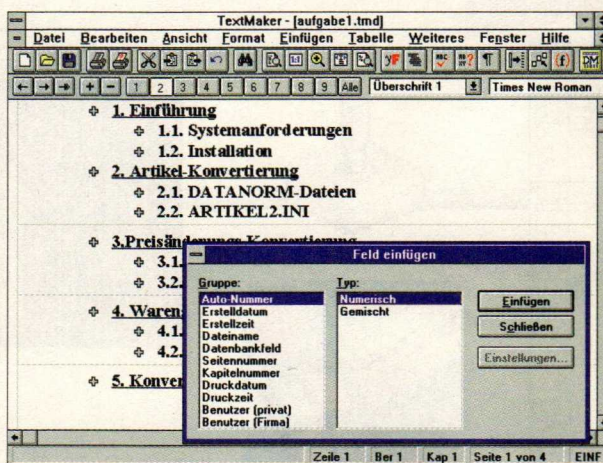 TextMaker - [aufgabe1.tmd]
Datei Bearbeiten Ansicht Format Einfügen Tabelle Weiteres Fenster Hilfe
1 2 3 4 5 6 7 8 9 Alle Überschrift 1 Times New Roman
1. Einführung
1.1. Systemanforderungen
1.2. Installation
2. Artikel-Konvertierung
2.1. DATANORM-Dateien
2.2. ARTIKEL2.INI
3.Preisänderungs-Konvertierung
3.1.
3.2.
4. Waren
4.1.
4.2.
5. Konver
Feld einfügen
Gruppe:
Auto-Nummer
Erstelldatum
Erstellzeit
Dateiname
Datenbankfeld
Seitennummer
Kapitelnummer
Druckdatum
Druckzeit
Benutzer (privat)
Benutzer (Firma)
Typ:
Numerisch
Gemischt
Einfügen
Schließen
Einstellungen...
Zeile 1 Ber 1 Kap 1 Seite 1 von 4 EINF